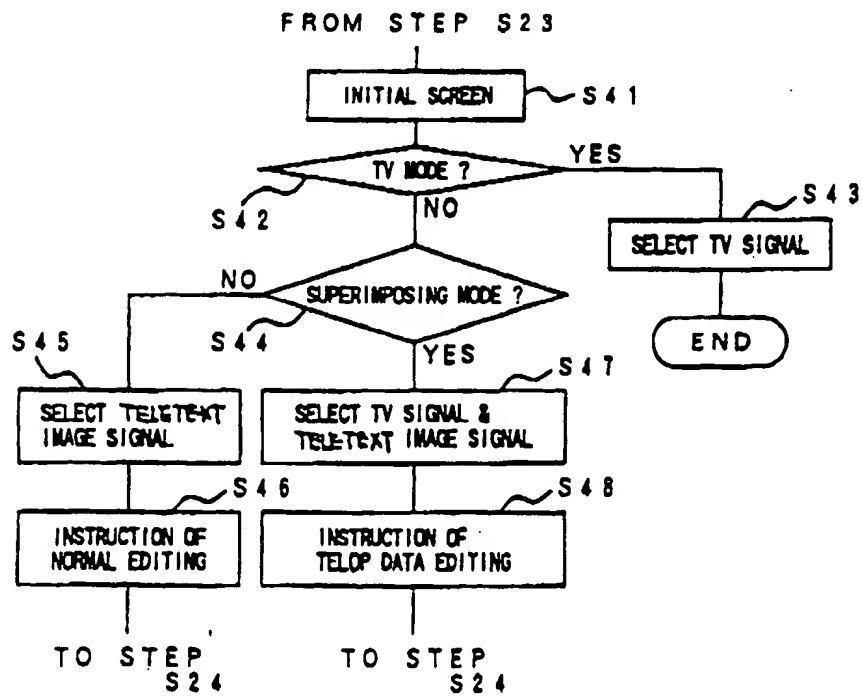 FROM STEP S23
INITIAL SCREEN
S41
TV MODE ?
YES
S42
NO
S43
SELECT TV SIGNAL
NO
SUPERIMPOSING MODE ?
S44
END
S45
YES
S47
SELECT TELETEXT
IMAGE SIGNAL
SELECT TV SIGNAL &
TELETEXT IMAGE SIGNAL
S46
S48
INSTRUCTION OF
NORMAL EDITING
INSTRUCTION OF
TELOP DATA EDITING
TO STEP
S24
TO STEP
S24